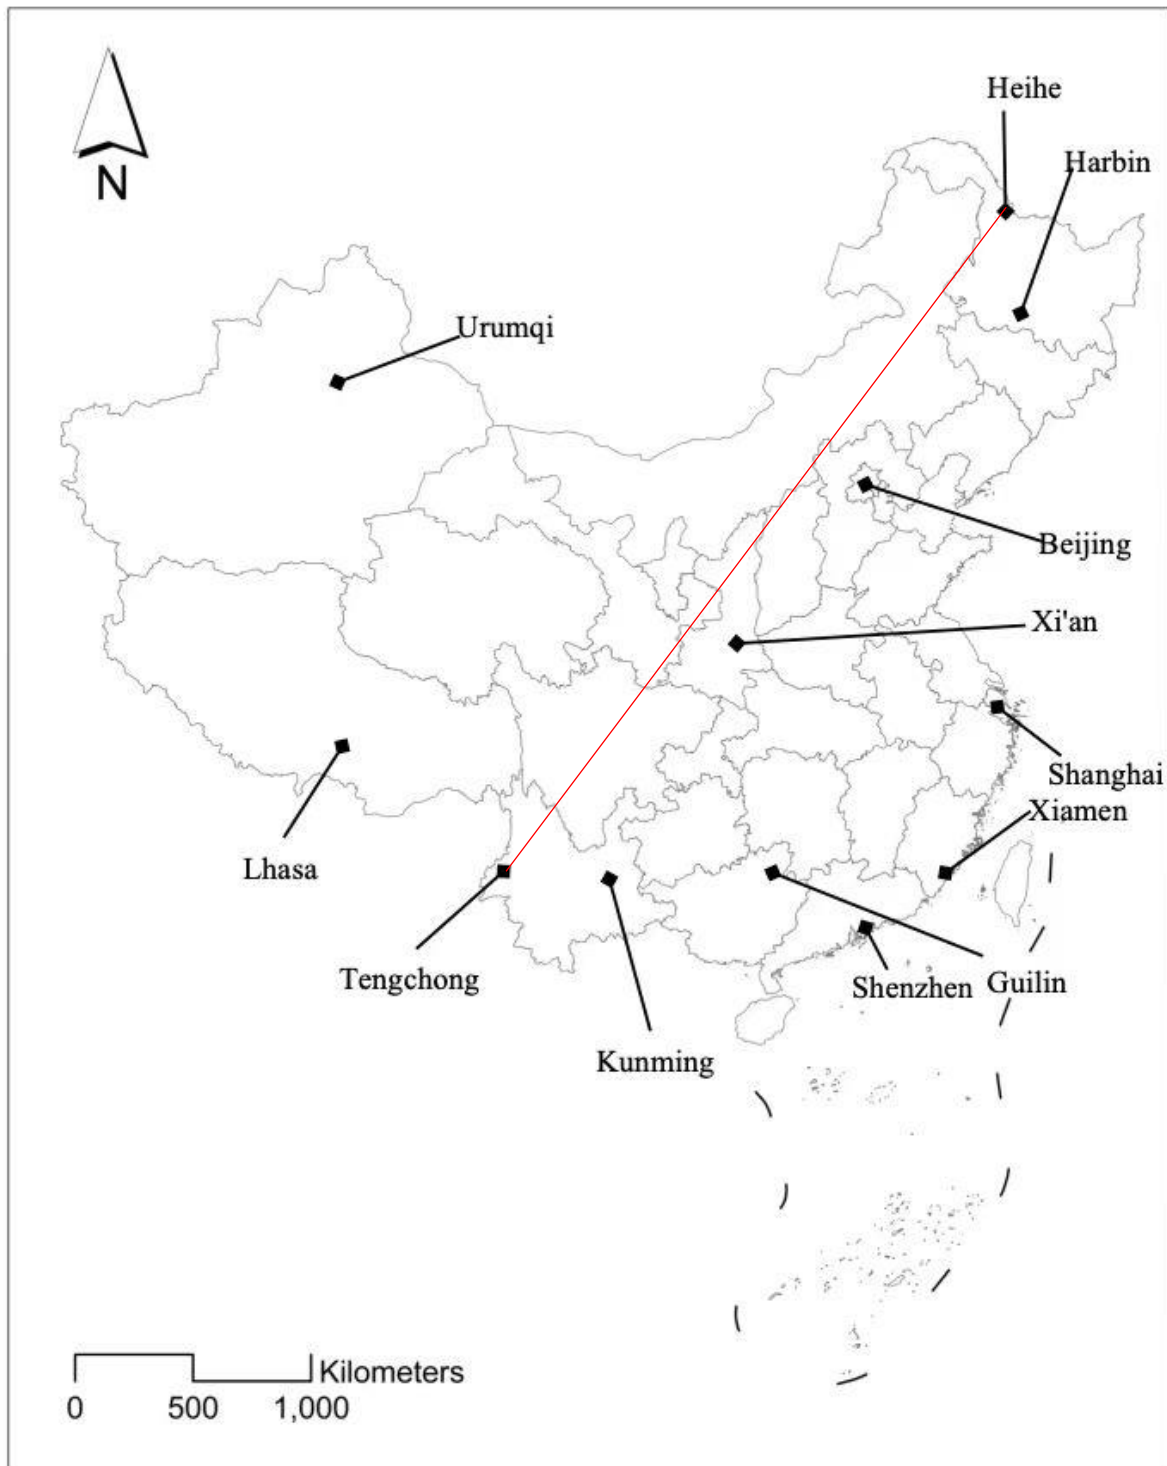 Heihe
Harbin
N
Urumqi
Beijing
Xi'an
Shanghai
Xiamen
Lhasa
Tengchong
Shenzhen
Guilin
Kunming
Kilometers
0 500 1,000